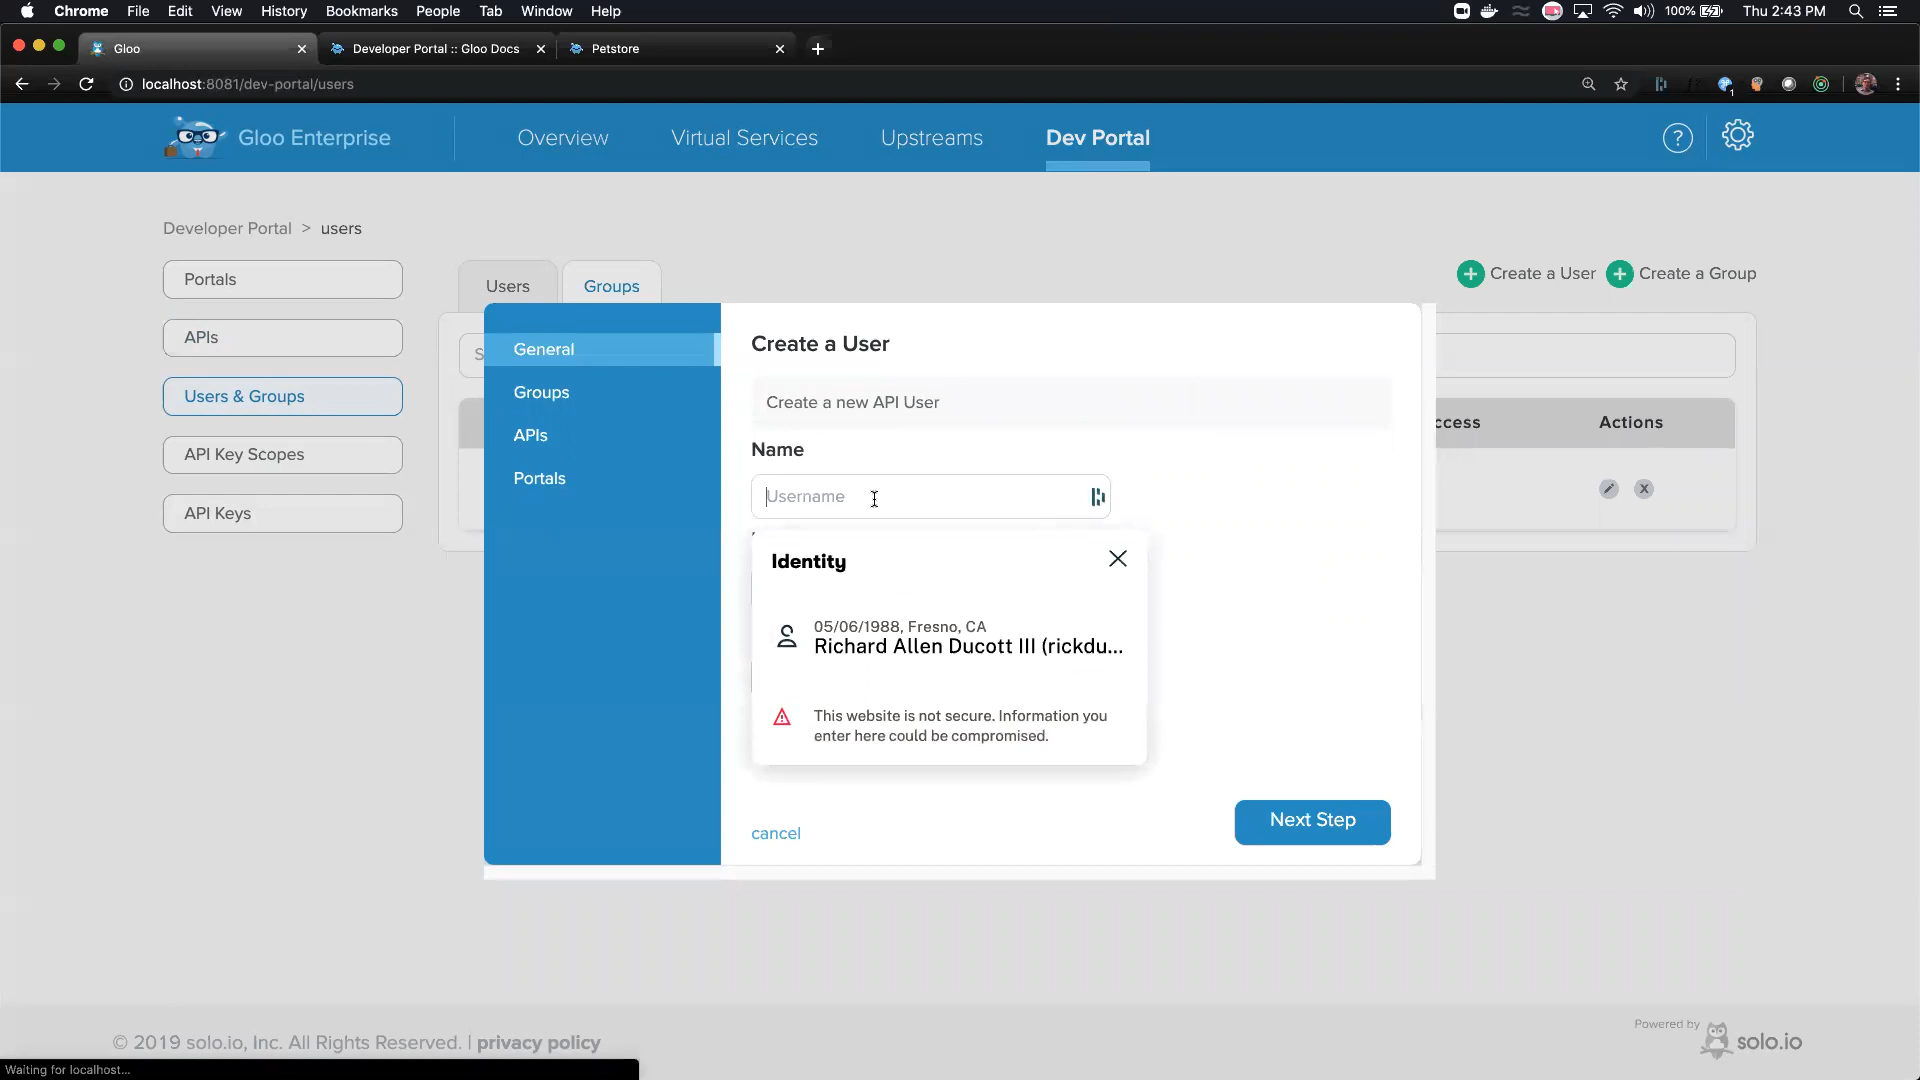 Chrome File Edit View History Bookmarks People Tab Window Help 100% Thu 2:43 PM
Gloo Developer Portal :: Gloo Docs Petstore
localhost:8081/dev-portal/users
Gloo Enterprise Overview Virtual Services Upstreams Dev Portal
Developer Portal > users
Portals
APIs
Users & Groups
API Key Scopes
API Keys
Users Groups
Create a User Create a Group
S
ccess Actions
General
Groups
APIs
Portals
Create a User
Create a new API User
Name
Username
Identity
05/06/1988, Fresno, CA
Richard Allen Ducott III (rickdu...
This website is not secure. Information you
enter here could be compromised.
cancel
Next Step
© 2019 solo.io, Inc. All Rights Reserved. | privacy policy
Powered by
solo.io
Waiting for localhost...